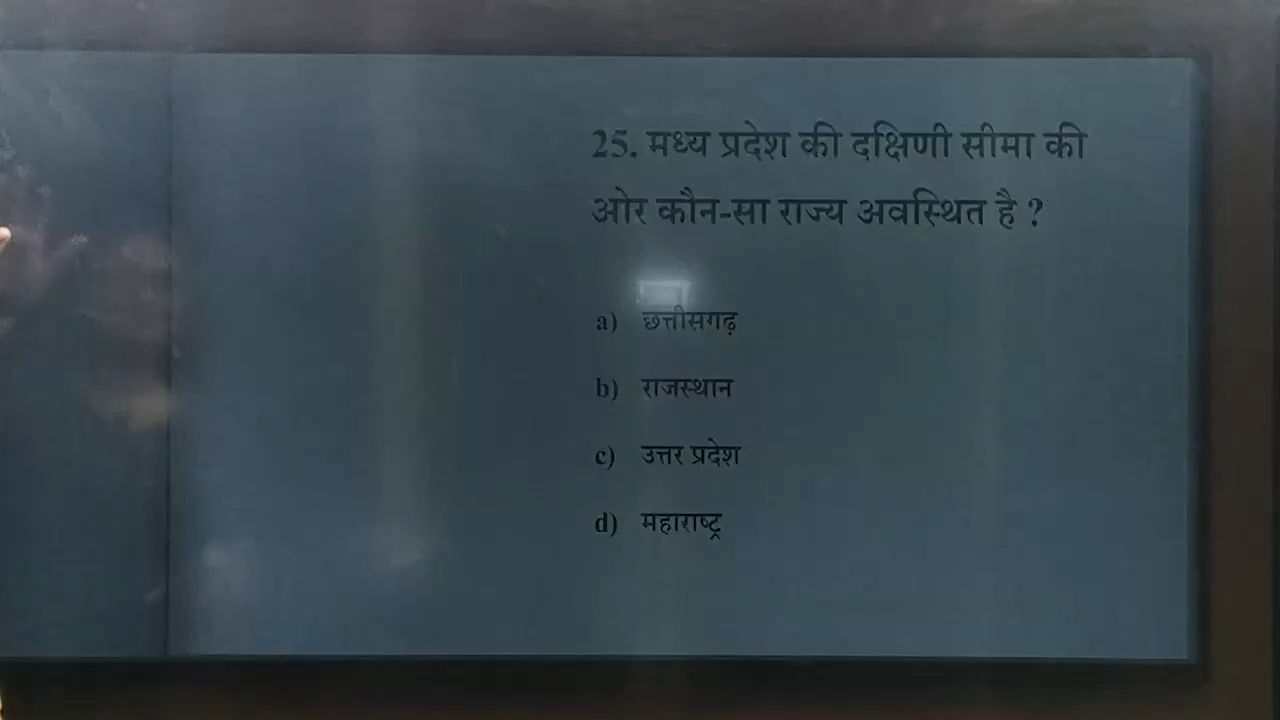 25. मध्य प्रदेश की दक्षिणी सीमा की
ओर कौन-सा राज्य अवस्थित है ?
a) छत्तीसगढ़
b) राजस्थान
c) उत्तर प्रदेश
d) महाराष्ट्र